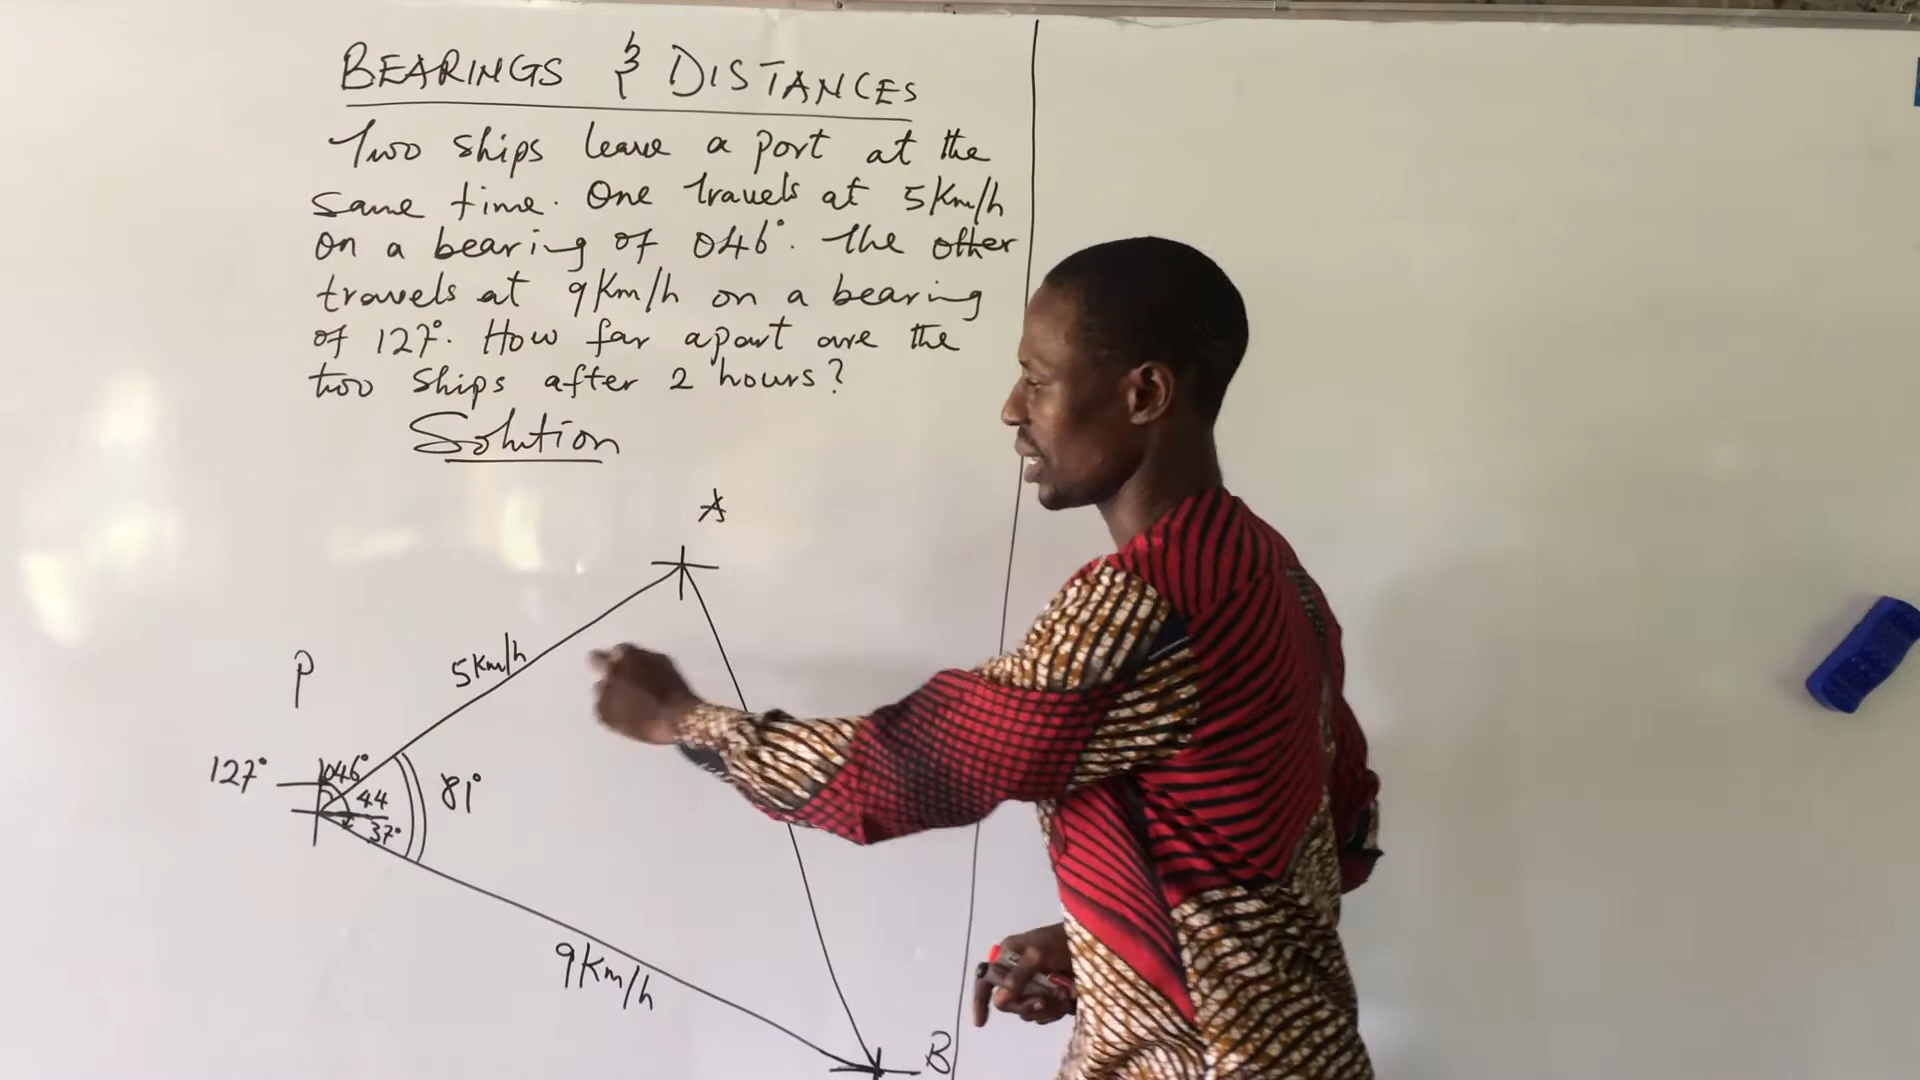 BEARINGS & DISTANCES
Two ships leave a port at the
same time. One travels at 5km/h
on a bearing of 046°. The other
travels at 9km/h on a bearing
of 127°. How far apart are the
two ships after 2 hours?
Solution
A
P
5km/h
127°
046°
44
81°
37°
9km/h
B